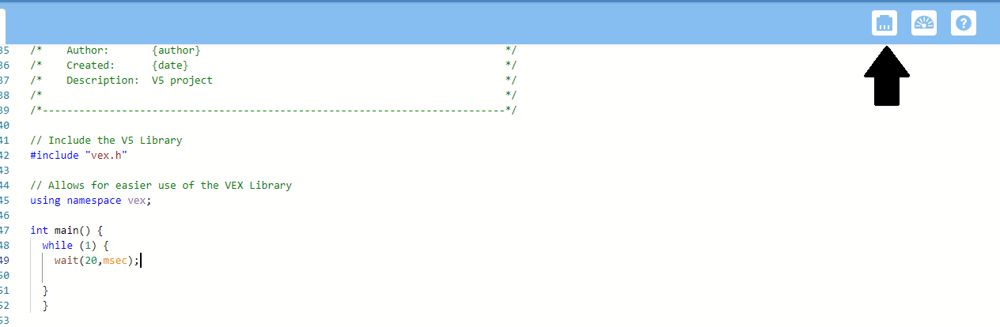 ?
35 /*    Author:       {author}                                                  */
36 /*    Created:      {date}                                                    */
37 /*    Description:  V5 project                                                */
38 /*                                                                            */
39 /*----------------------------------------------------------------------------*/
40
41 // Include the V5 Library
42 #include "vex.h"
43
44 // Allows for easier use of the VEX Library
45 using namespace vex;
46
47 int main() {
48   while (1) {
49     wait(20,msec);
50
51   }
52   }
53